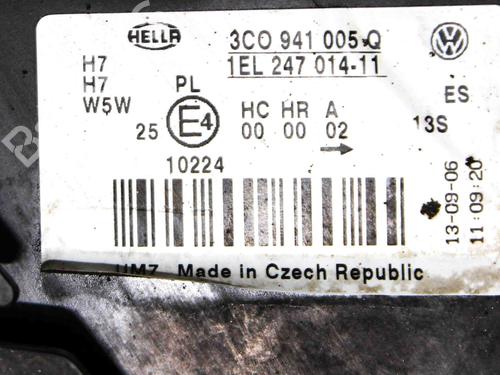 HELLA
3C0 941 005 Q
1EL 247 014-11
H7
H7
W5W
PL
25
E4
HC HR A
00 00 02
ES
13S
10224
13-09-06
11:09:20
Made in Czech Republic